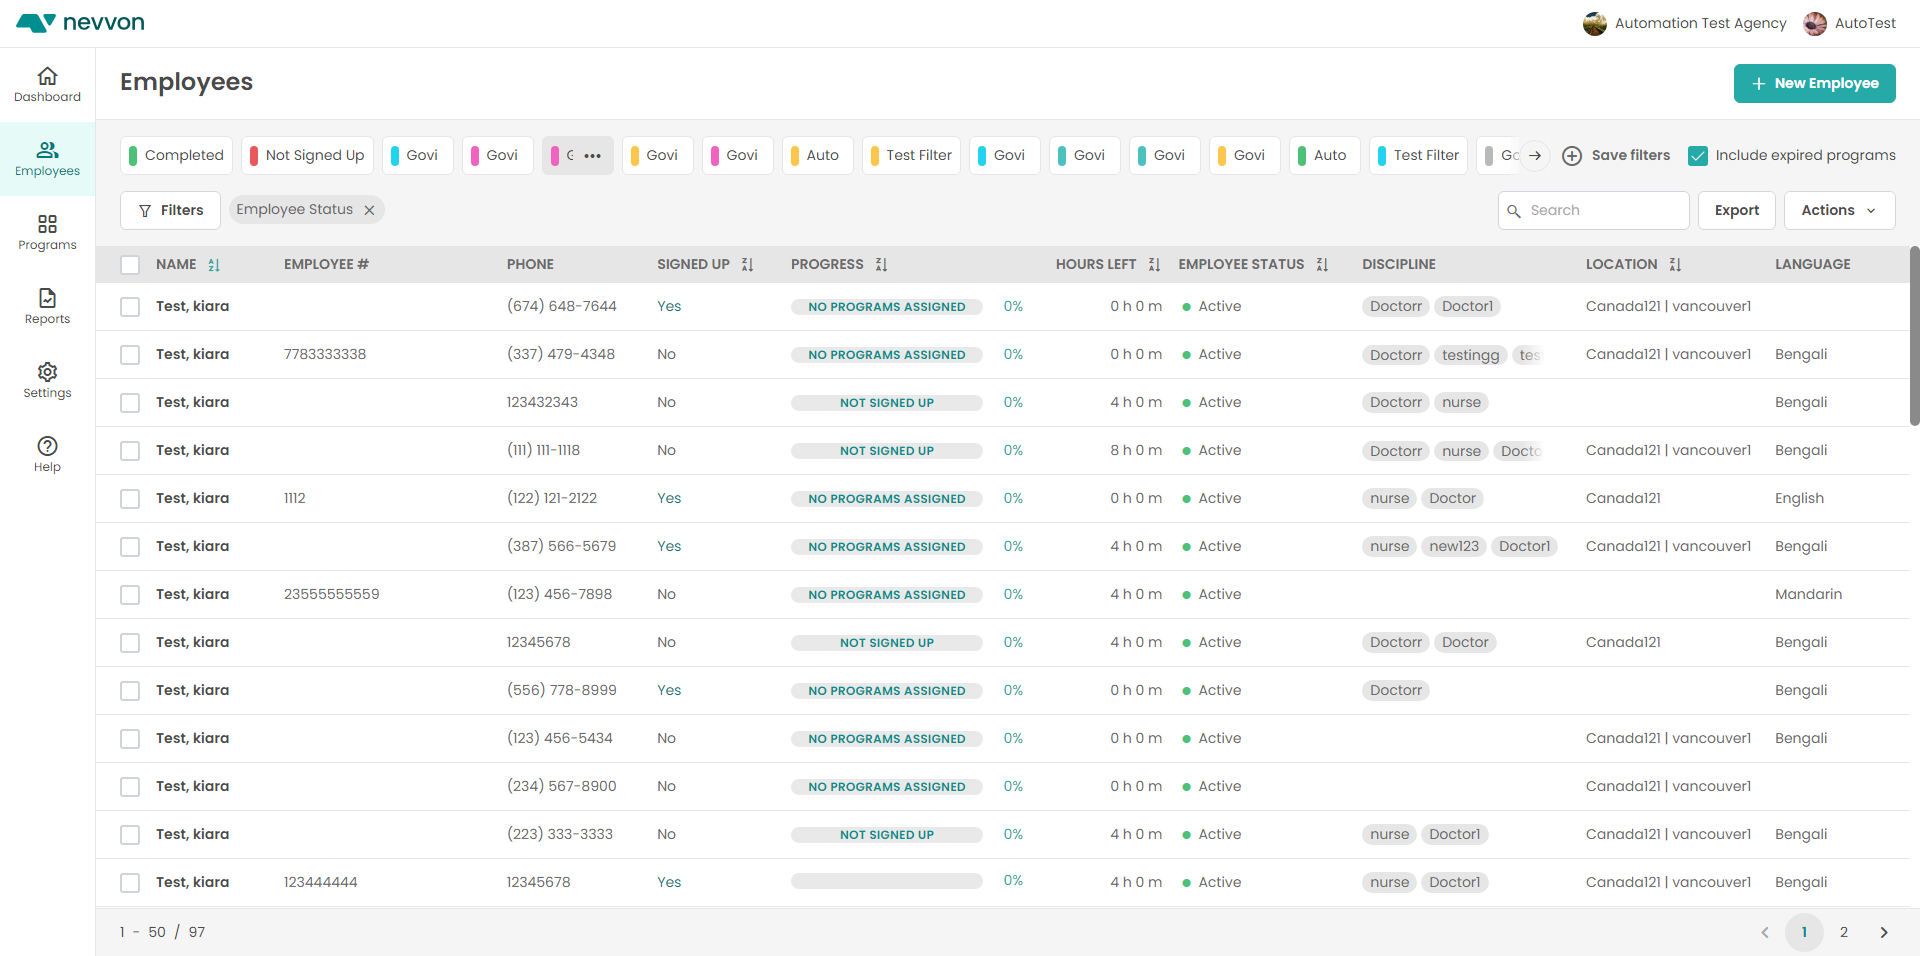 nevvon
Automation Test Agency AutoTest
Dashboard
Employees
Programs
Reports
Settings
Help
Employees
+ New Employee
Completed Not Signed Up Govi Govi ••• Govi Govi Auto Test Filter Govi Govi Govi Govi Auto Test Filter → Save filters Include expired programs
Filters Employee Status Search Export Actions
NAME EMPLOYEE # PHONE SIGNED UP PROGRESS HOURS LEFT EMPLOYEE STATUS DISCIPLINE LOCATION LANGUAGE
Test, kiara (674) 648-7644 Yes NO PROGRAMS ASSIGNED 0% 0 h 0 m Active Doctorr Doctor1 Canada121 | vancouver1
Test, kiara 7783333338 (337) 479-4348 No NO PROGRAMS ASSIGNED 0% 0 h 0 m Active Doctorr testingg tes Canada121 | vancouver1 Bengali
Test, kiara 123432343 No NOT SIGNED UP 0% 4 h 0 m Active Doctorr nurse Bengali
Test, kiara (111) 111-1118 No NOT SIGNED UP 0% 8 h 0 m Active Doctorr nurse Docto Canada121 | vancouver1 Bengali
Test, kiara 1112 (122) 121-2122 Yes NO PROGRAMS ASSIGNED 0% 0 h 0 m Active nurse Doctor Canada121 English
Test, kiara (387) 566-5679 Yes NO PROGRAMS ASSIGNED 0% 4 h 0 m Active nurse new123 Doctor1 Canada121 | vancouver1 Bengali
Test, kiara 23555555559 (123) 456-7898 No NO PROGRAMS ASSIGNED 0% 4 h 0 m Active Mandarin
Test, kiara 12345678 No NOT SIGNED UP 0% 4 h 0 m Active Doctorr Doctor Canada121 Bengali
Test, kiara (556) 778-8999 Yes NO PROGRAMS ASSIGNED 0% 0 h 0 m Active Doctorr Bengali
Test, kiara (123) 456-5434 No NO PROGRAMS ASSIGNED 0% 0 h 0 m Active Canada121 | vancouver1 Bengali
Test, kiara (234) 567-8900 No NO PROGRAMS ASSIGNED 0% 0 h 0 m Active Canada121 | vancouver1
Test, kiara (223) 333-3333 No NOT SIGNED UP 0% 4 h 0 m Active nurse Doctor1 Canada121 | vancouver1 Bengali
Test, kiara 123444444 12345678 Yes 0% 4 h 0 m Active nurse Doctor1 Canada121 | vancouver1 Bengali
1 - 50 / 97 < 1 2 >